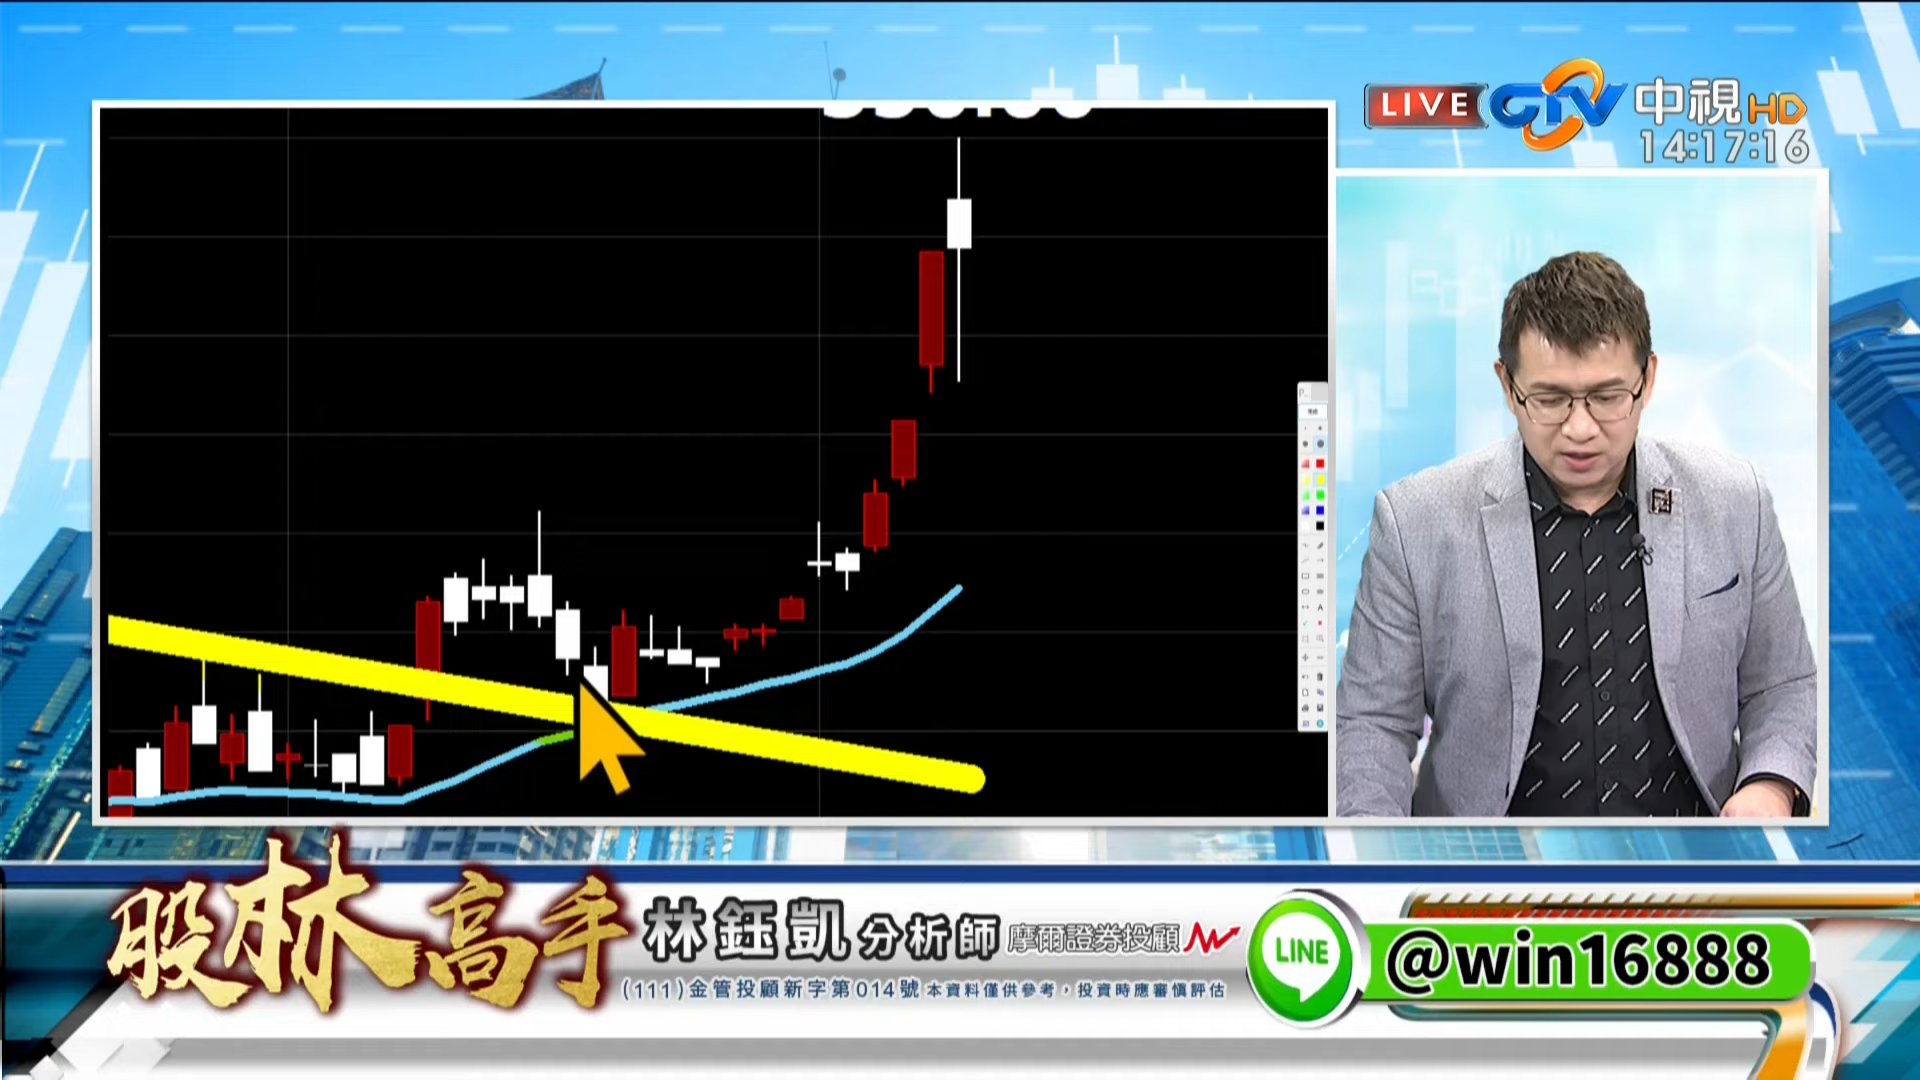 LIVE CTV 中視 HD
14:17:16
股林高手
林鈺凱 分析師 摩爾證券投顧
(111)金管投顧新字第014號 本資料僅供參考，投資時應審慎評估
LINE @win16888